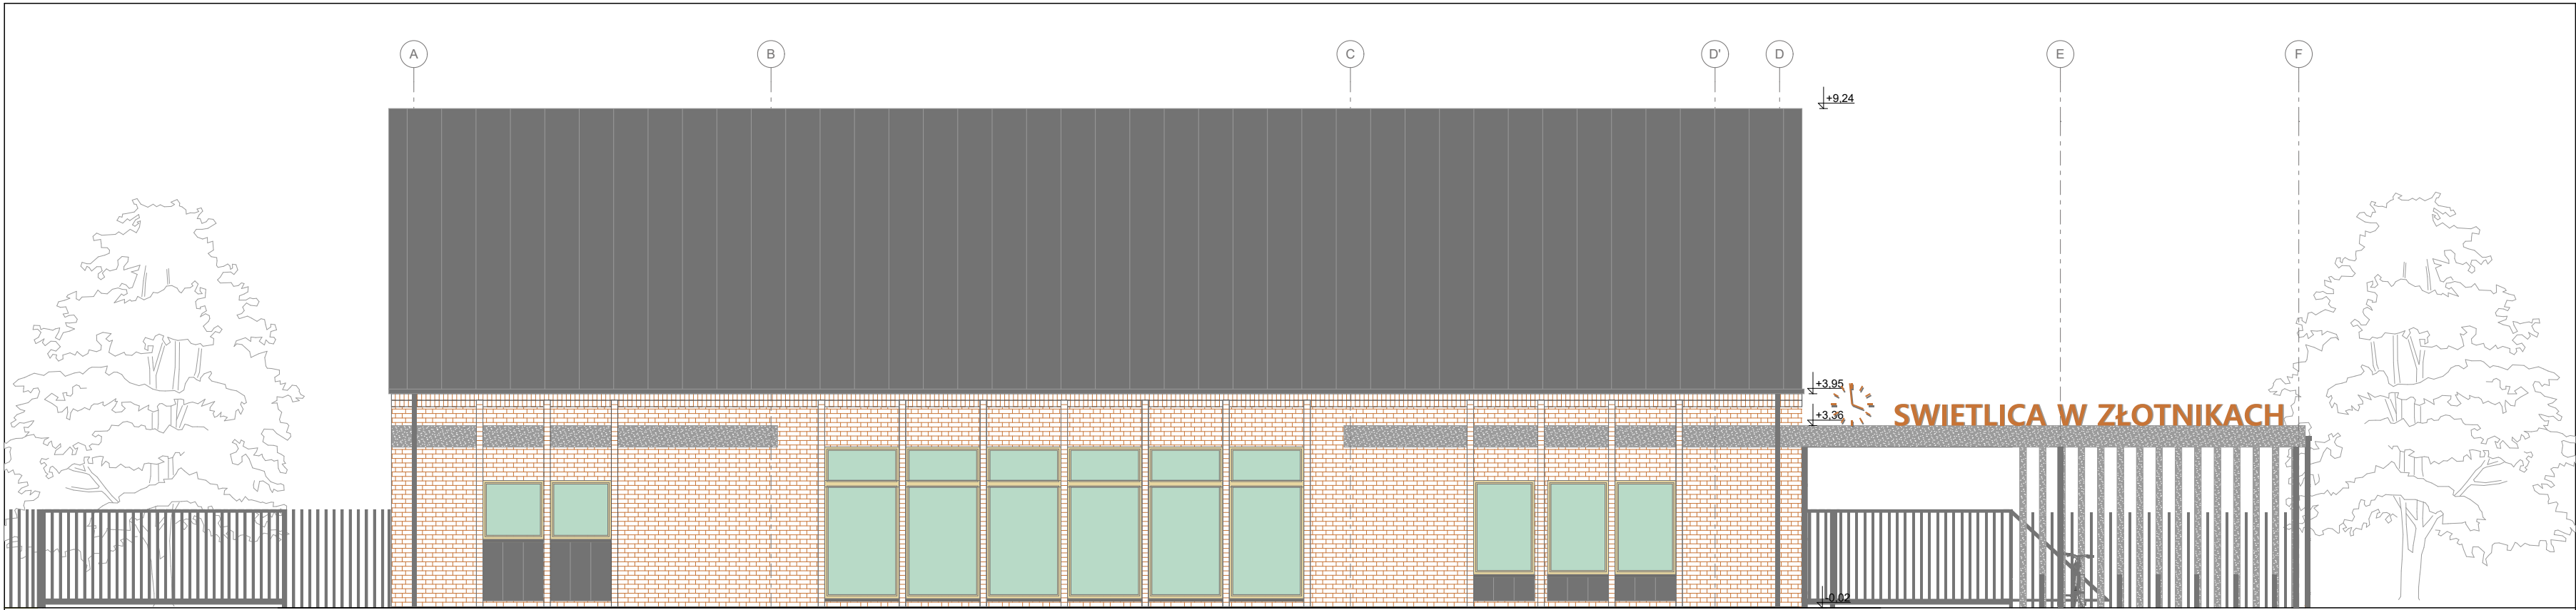 A B C D' D E F
+9,24
+3,95
+3,36
SWIETLICA W ZŁOTNIKACH
-0,02